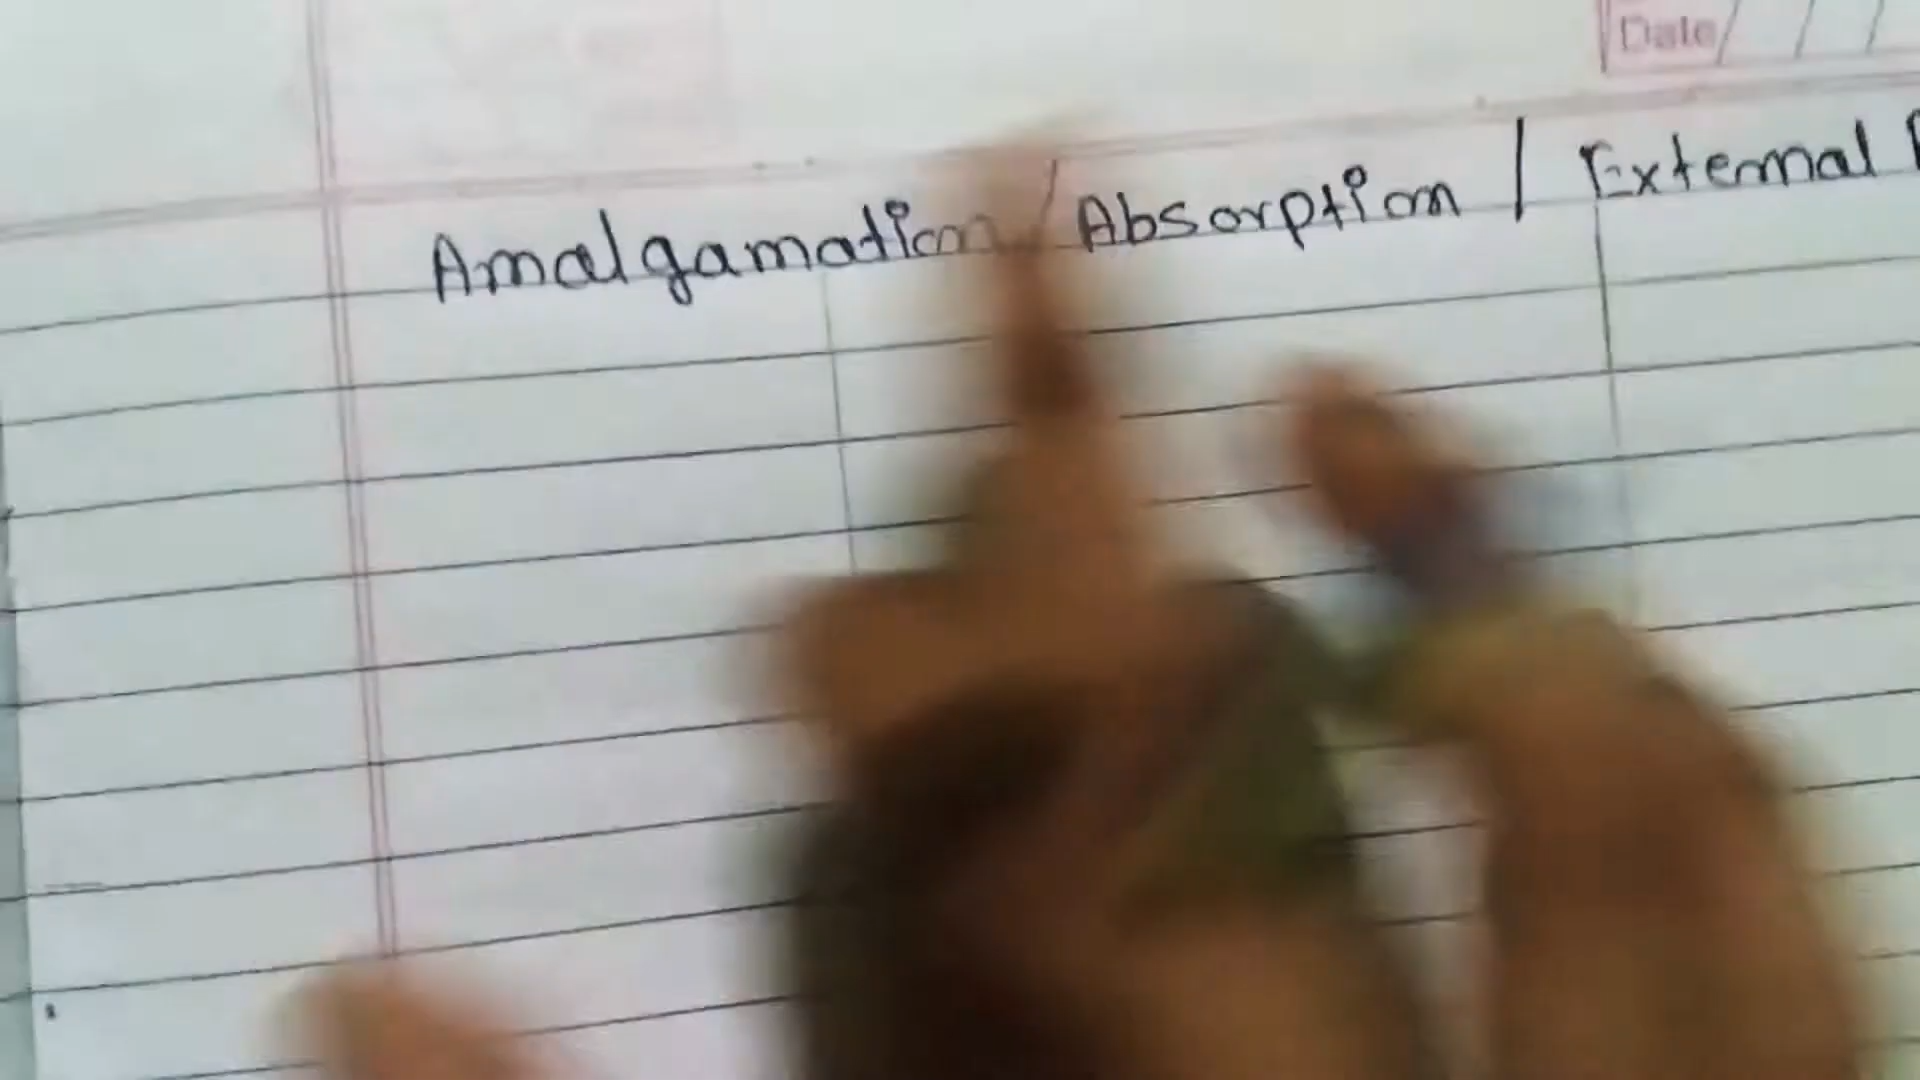 Date / / /
Amalgamation / Absorption / External